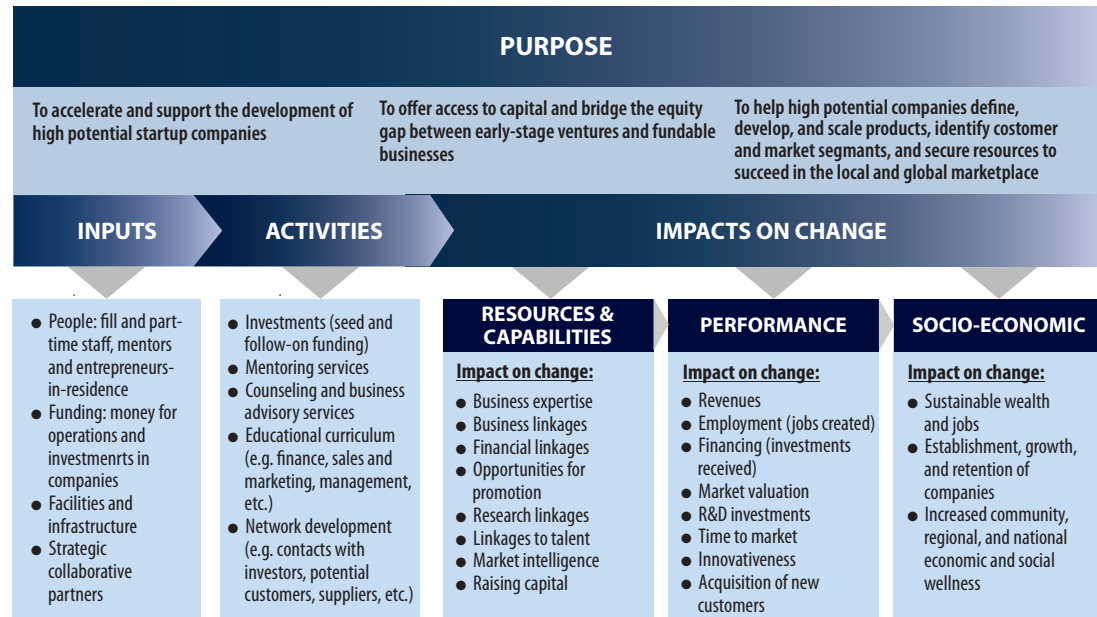 PURPOSE
To accelerate and support the development of
high potential startup companies
To offer access to capital and bridge the equity
gap between early-stage ventures and fundable
businesses
To help high potential companies define,
develop, and scale products, identify costomer
and market segmants, and secure resources to
succeed in the local and global marketplace
INPUTS
ACTIVITIES
IMPACTS ON CHANGE
● People: fill and part-
time staff, mentors
and entrepreneurs-
in-residence
● Funding: money for
operations and
investmenrts in
companies
● Facilities and
infrastructure
● Strategic
collaborative
partners
● Investments (seed and
follow-on funding)
● Mentoring services
● Counseling and business
advisory services
● Educational curriculum
(e.g. finance, sales and
marketing, management,
etc.)
● Network development
(e.g. contacts with
investors, potential
customers, suppliers, etc.)
RESOURCES &
CAPABILITIES
Impact on change:
● Business expertise
● Business linkages
● Financial linkages
● Opportunities for
promotion
● Research linkages
● Linkages to talent
● Market intelligence
● Raising capital
PERFORMANCE
Impact on change:
● Revenues
● Employment (jobs created)
● Financing (investments
received)
● Market valuation
● R&D investments
● Time to market
● Innovativeness
● Acquisition of new
customers
SOCIO-ECONOMIC
Impact on change:
● Sustainable wealth
and jobs
● Establishment, growth,
and retention of
companies
● Increased community,
regional, and national
economic and social
wellness